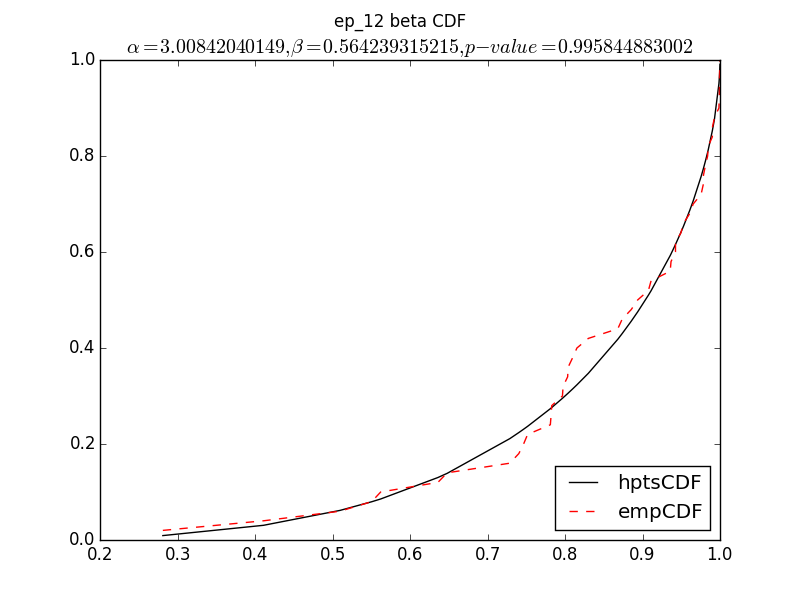 ep_12 beta CDF
α=3.00842040149,β=0.564239315215,p−value=0.995844883002
1.0
0.8
0.6
0.4
0.2
0.0
hptsCDF
empCDF
0.2 0.3 0.4 0.5 0.6 0.7 0.8 0.9 1.0